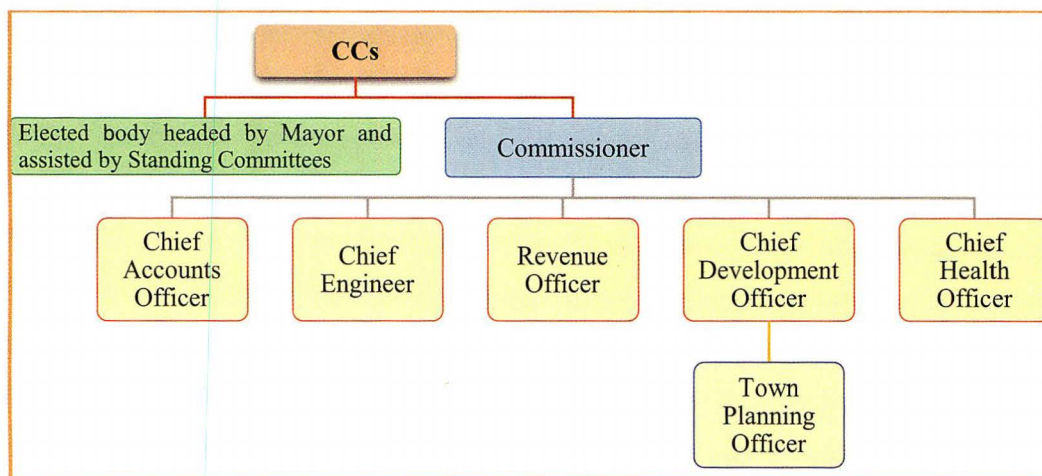 CCs
Elected body headed by Mayor and
assisted by Standing Committees
Commissioner
Chief
Accounts
Officer
Chief
Engineer
Revenue
Officer
Chief
Development
Officer
Chief
Health
Officer
Town
Planning
Officer